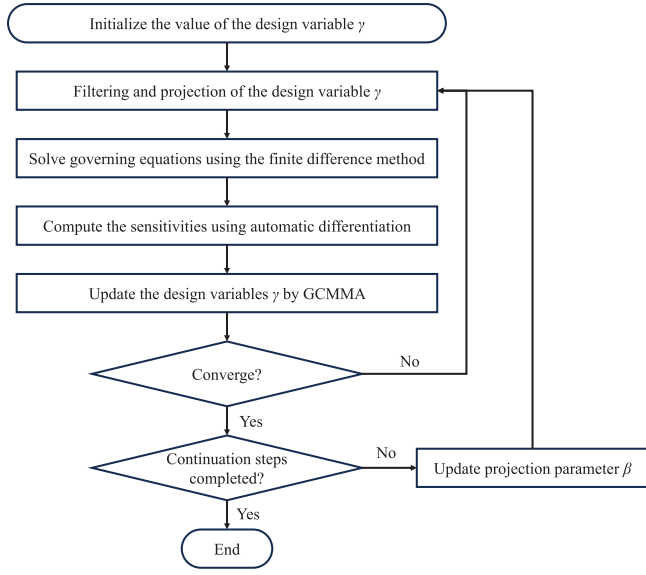 Initialize the value of the design variable γ
Filtering and projection of the design variable γ
Solve governing equations using the finite difference method
Compute the sensitivities using automatic differentiation
Update the design variables γ by GCMMA
Converge?
No
Yes
Continuation steps
completed?
No
Update projection parameter β
Yes
End